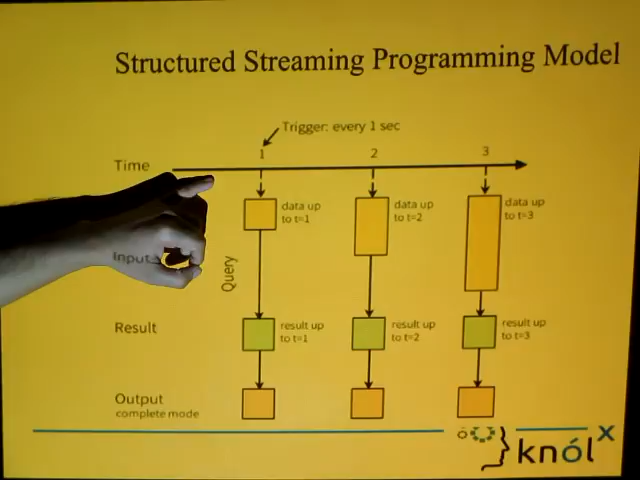 Structured Streaming Programming Model
Trigger: every 1 sec
1 2 3
Time
data up
to t=1
data up
to t=2
data up
to t=3
Input
Query
Result
result up
to t=1
result up
to t=2
result up
to t=3
Output
complete mode
knólx